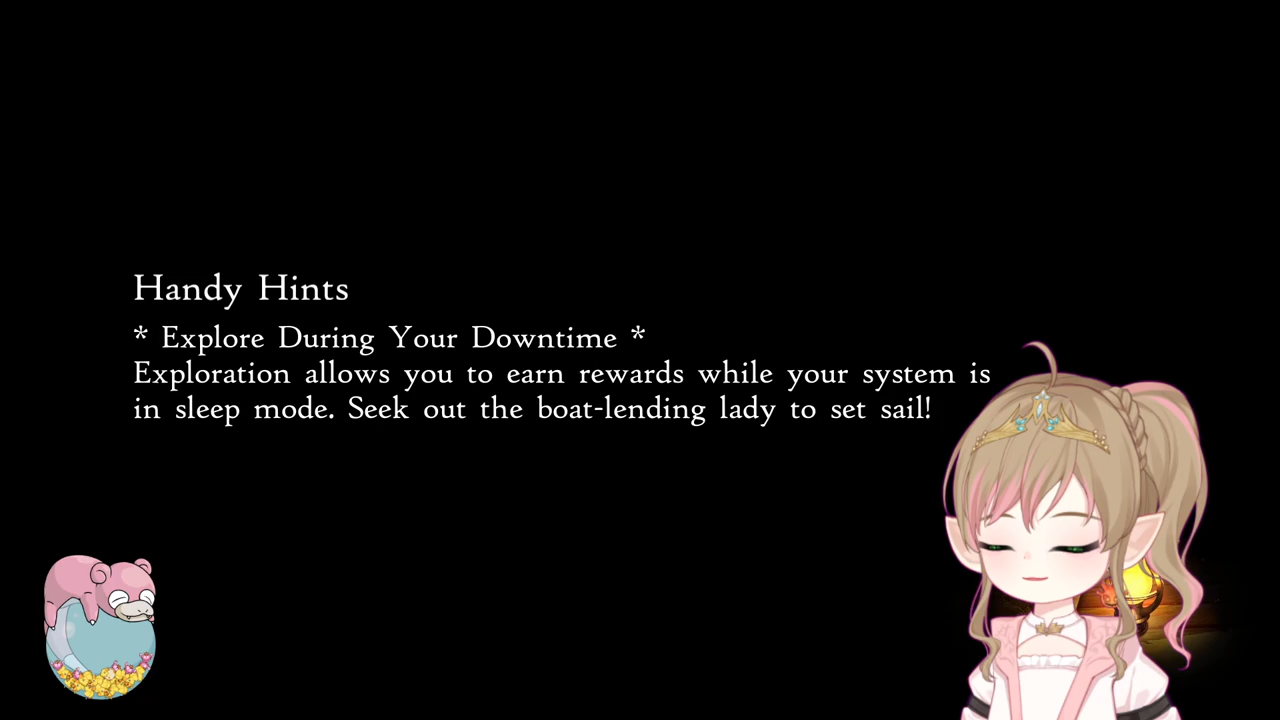 Handy Hints
* Explore During Your Downtime *
Exploration allows you to earn rewards while your system is
in sleep mode. Seek out the boat-lending lady to set sail!